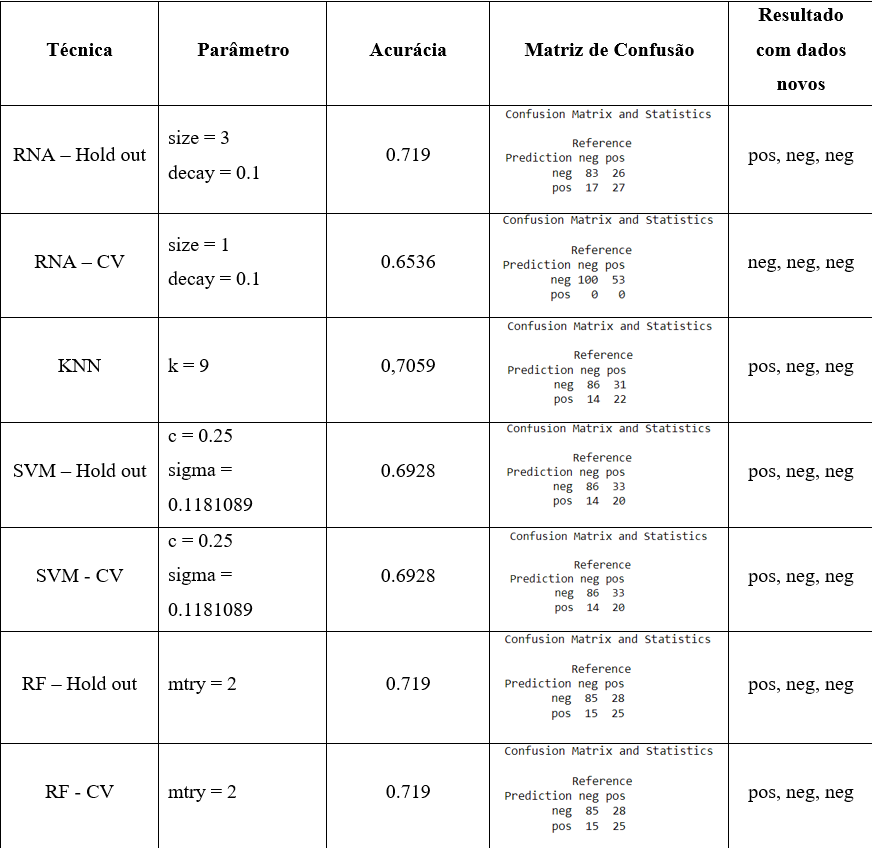 Técnica Parâmetro Acurácia Matriz de Confusão Resultado
com dados
novos
RNA – Hold out
size = 3
decay = 0.1
0.719
Confusion Matrix and Statistics
Reference
Prediction neg pos
neg 83 26
pos 17 27
pos, neg, neg
RNA – CV
size = 1
decay = 0.1
0.6536
Confusion Matrix and Statistics
Reference
Prediction neg pos
neg 100 53
pos 0 0
neg, neg, neg
KNN
k = 9
0,7059
Confusion Matrix and Statistics
Reference
Prediction neg pos
neg 86 31
pos 14 22
pos, neg, neg
SVM – Hold out
c = 0.25
sigma =
0.1181089
0.6928
Confusion Matrix and Statistics
Reference
Prediction neg pos
neg 86 33
pos 14 20
pos, neg, neg
SVM - CV
c = 0.25
sigma =
0.1181089
0.6928
Confusion Matrix and Statistics
Reference
Prediction neg pos
neg 86 33
pos 14 20
pos, neg, neg
RF – Hold out
mtry = 2
0.719
Confusion Matrix and Statistics
Reference
Prediction neg pos
neg 85 28
pos 15 25
pos, neg, neg
RF - CV
mtry = 2
0.719
Confusion Matrix and Statistics
Reference
Prediction neg pos
neg 85 28
pos 15 25
pos, neg, neg